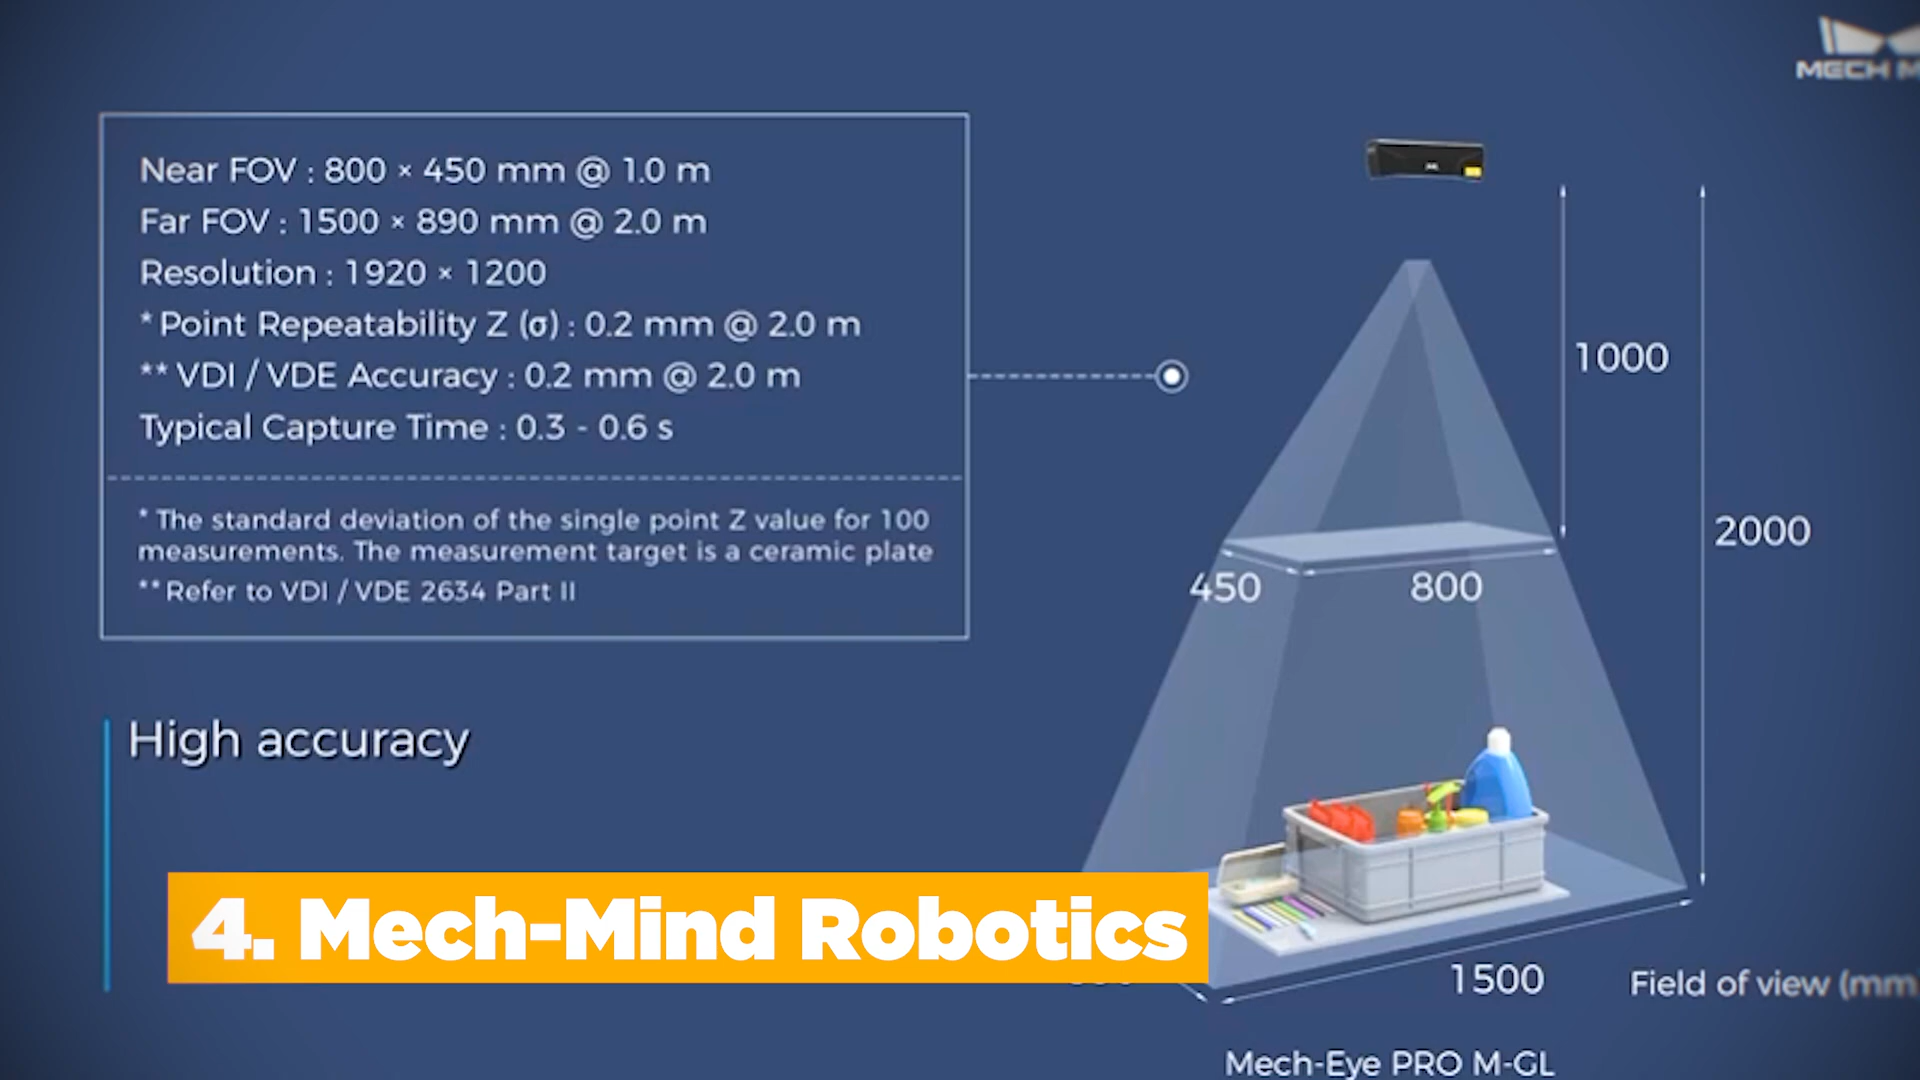 MECH M
Near FOV : 800 × 450 mm @ 1.0 m
Far FOV : 1500 × 890 mm @ 2.0 m
Resolution : 1920 × 1200
* Point Repeatability Z (σ) : 0.2 mm @ 2.0 m
** VDI / VDE Accuracy : 0.2 mm @ 2.0 m
Typical Capture Time : 0.3 - 0.6 s
* The standard deviation of the single point Z value for 100
measurements. The measurement target is a ceramic plate
** Refer to VDI / VDE 2634 Part II
1000
2000
450
800
High accuracy
4. Mech-Mind Robotics
1500
Field of view (mm
Mech-Eye PRO M-GL